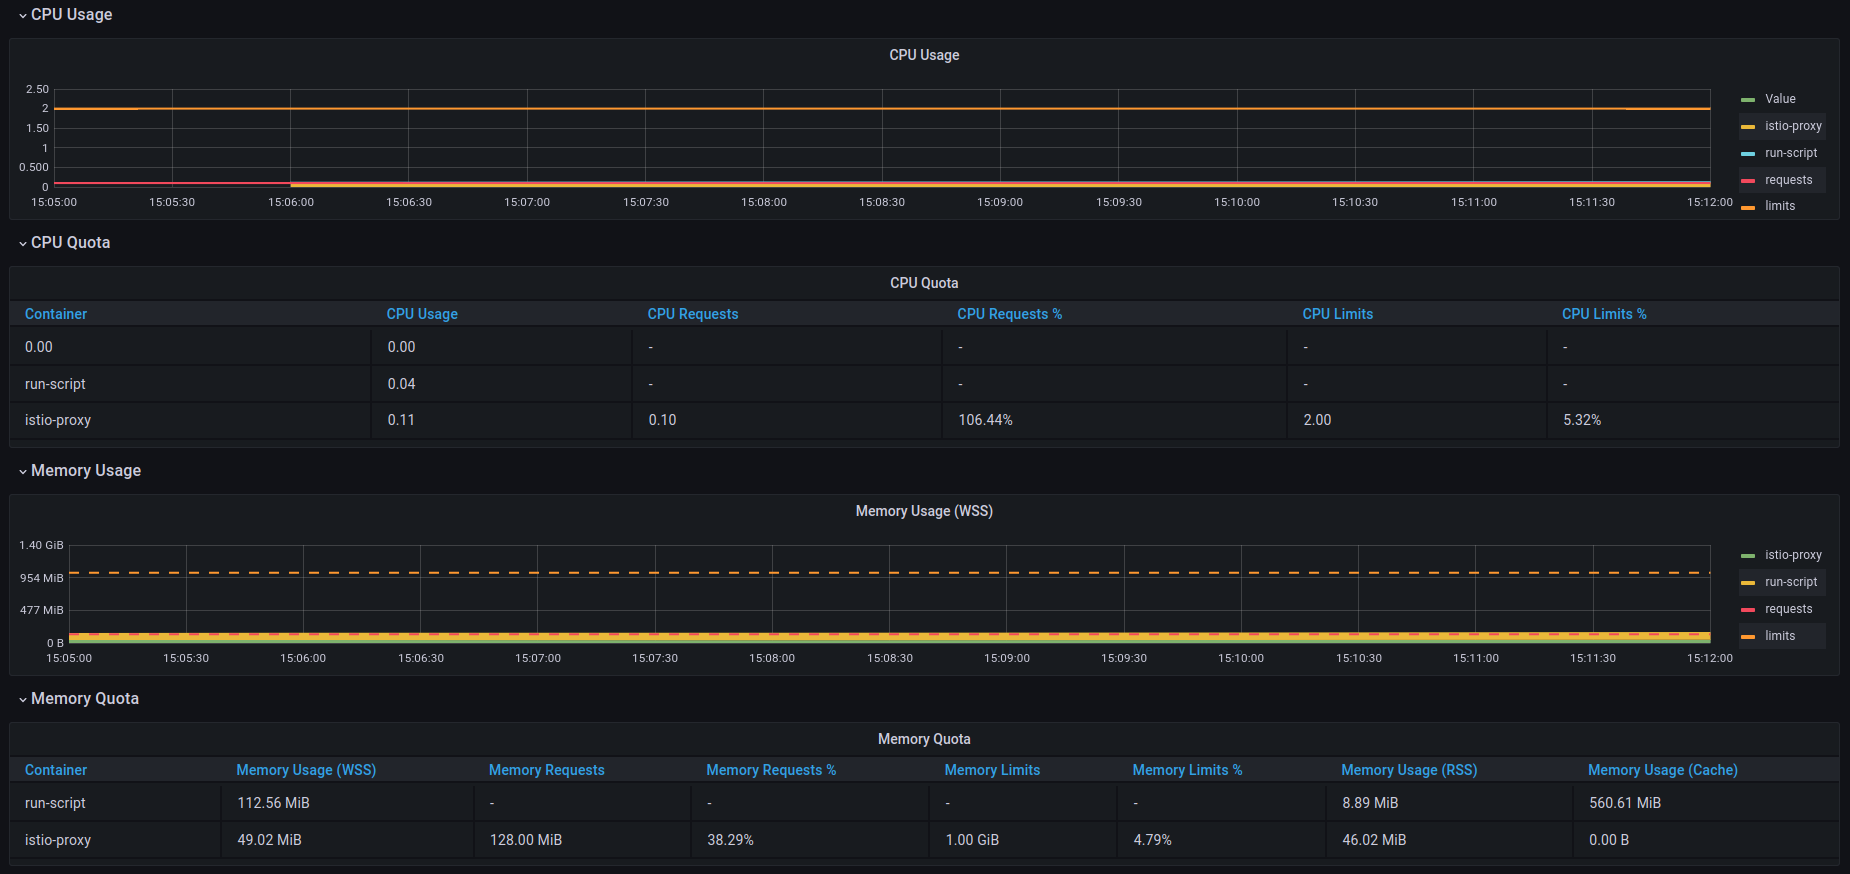 CPU Usage
CPU Usage
2.50
2
1.50
1
0.500
0
15:05:00 15:05:30 15:06:00 15:06:30 15:07:00 15:07:30 15:08:00 15:08:30 15:09:00 15:09:30 15:10:00 15:10:30 15:11:00 15:11:30 15:12:00
Value
istio-proxy
run-script
requests
limits
CPU Quota
CPU Quota
Container CPU Usage CPU Requests CPU Requests % CPU Limits CPU Limits %
0.00 0.00 - - - -
run-script 0.04 - - - -
istio-proxy 0.11 0.10 106.44% 2.00 5.32%
Memory Usage
Memory Usage (WSS)
1.40 GiB
954 MiB
477 MiB
0 B
15:05:00 15:05:30 15:06:00 15:06:30 15:07:00 15:07:30 15:08:00 15:08:30 15:09:00 15:09:30 15:10:00 15:10:30 15:11:00 15:11:30 15:12:00
istio-proxy
run-script
requests
limits
Memory Quota
Memory Quota
Container Memory Usage (WSS) Memory Requests Memory Requests % Memory Limits Memory Limits % Memory Usage (RSS) Memory Usage (Cache)
run-script 112.56 MiB - - - - 8.89 MiB 560.61 MiB
istio-proxy 49.02 MiB 128.00 MiB 38.29% 1.00 GiB 4.79% 46.02 MiB 0.00 B